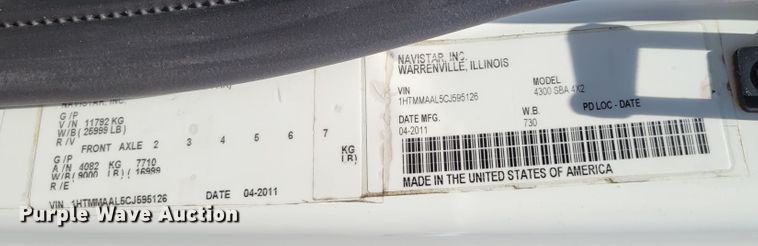 NAVISTAR, INC.
G/P
V/N 11792 KG
W/B (25999 LB)
R/V
FRONT AXLE 2 3 4 5 6 7
G/P
A/N 4082 KG 7710 KG
W/B( 9000 LB)( 16999 LB)
R/E
VIN 1HTMMAAL5CJ595126 DATE 04-2011
NAVISTAR, INC.
WARRENVILLE, ILLINOIS
VIN MODEL
1HTMMAAL5CJ595126 4300 SBA 4X2
PD LOC - DATE
DATE MFG. W.B.
04-2011 730
MADE IN THE UNITED STATES OF AMERICA
Purple Wave Auction